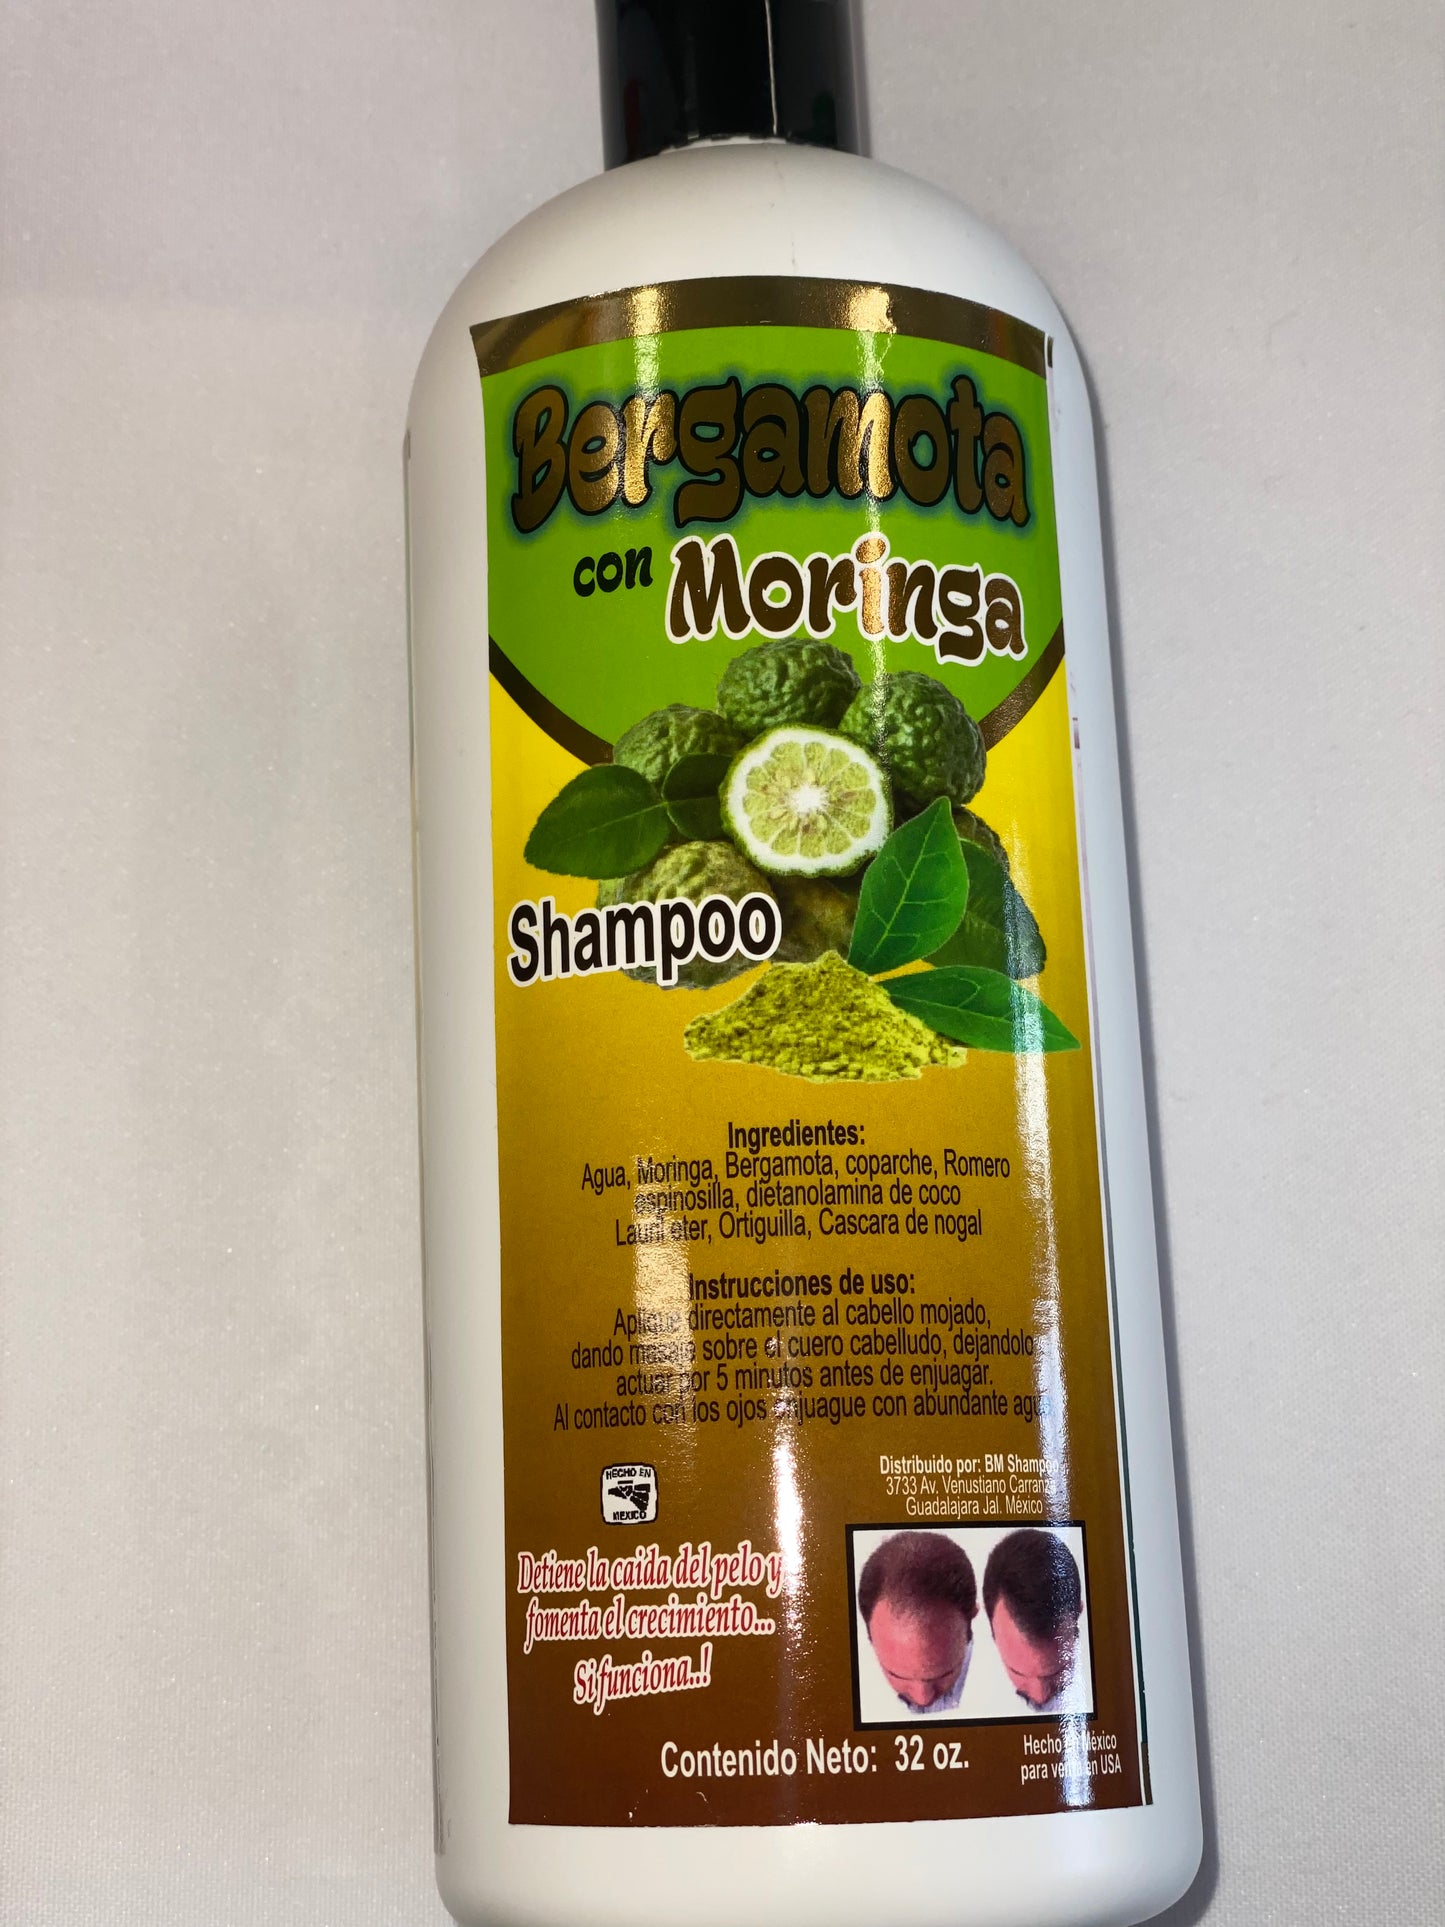 Bergamota
con Moringa
Shampoo
Ingredientes:
Agua, Moringa, Bergamota, coparche, Romero
espinosilla, dietanolamina de coco
Lauril eter, Ortiguilla, Cascara de nogal
Instrucciones de uso:
Aplique directamente al cabello mojado,
dando masaje sobre el cuero cabelludo, dejandolo
actuar por 5 minutos antes de enjuagar.
Al contacto con los ojos enjuague con abundante agua
HECHO EN
MEXICO
Distribuido por: BM Shampoo
3733 Av. Venustiano Carranza
Guadalajara Jal. México
Detiene la caida del pelo y
fomenta el crecimiento...
Si funciona..!
Contenido Neto: 32 oz.
Hecho en México
para venta en USA